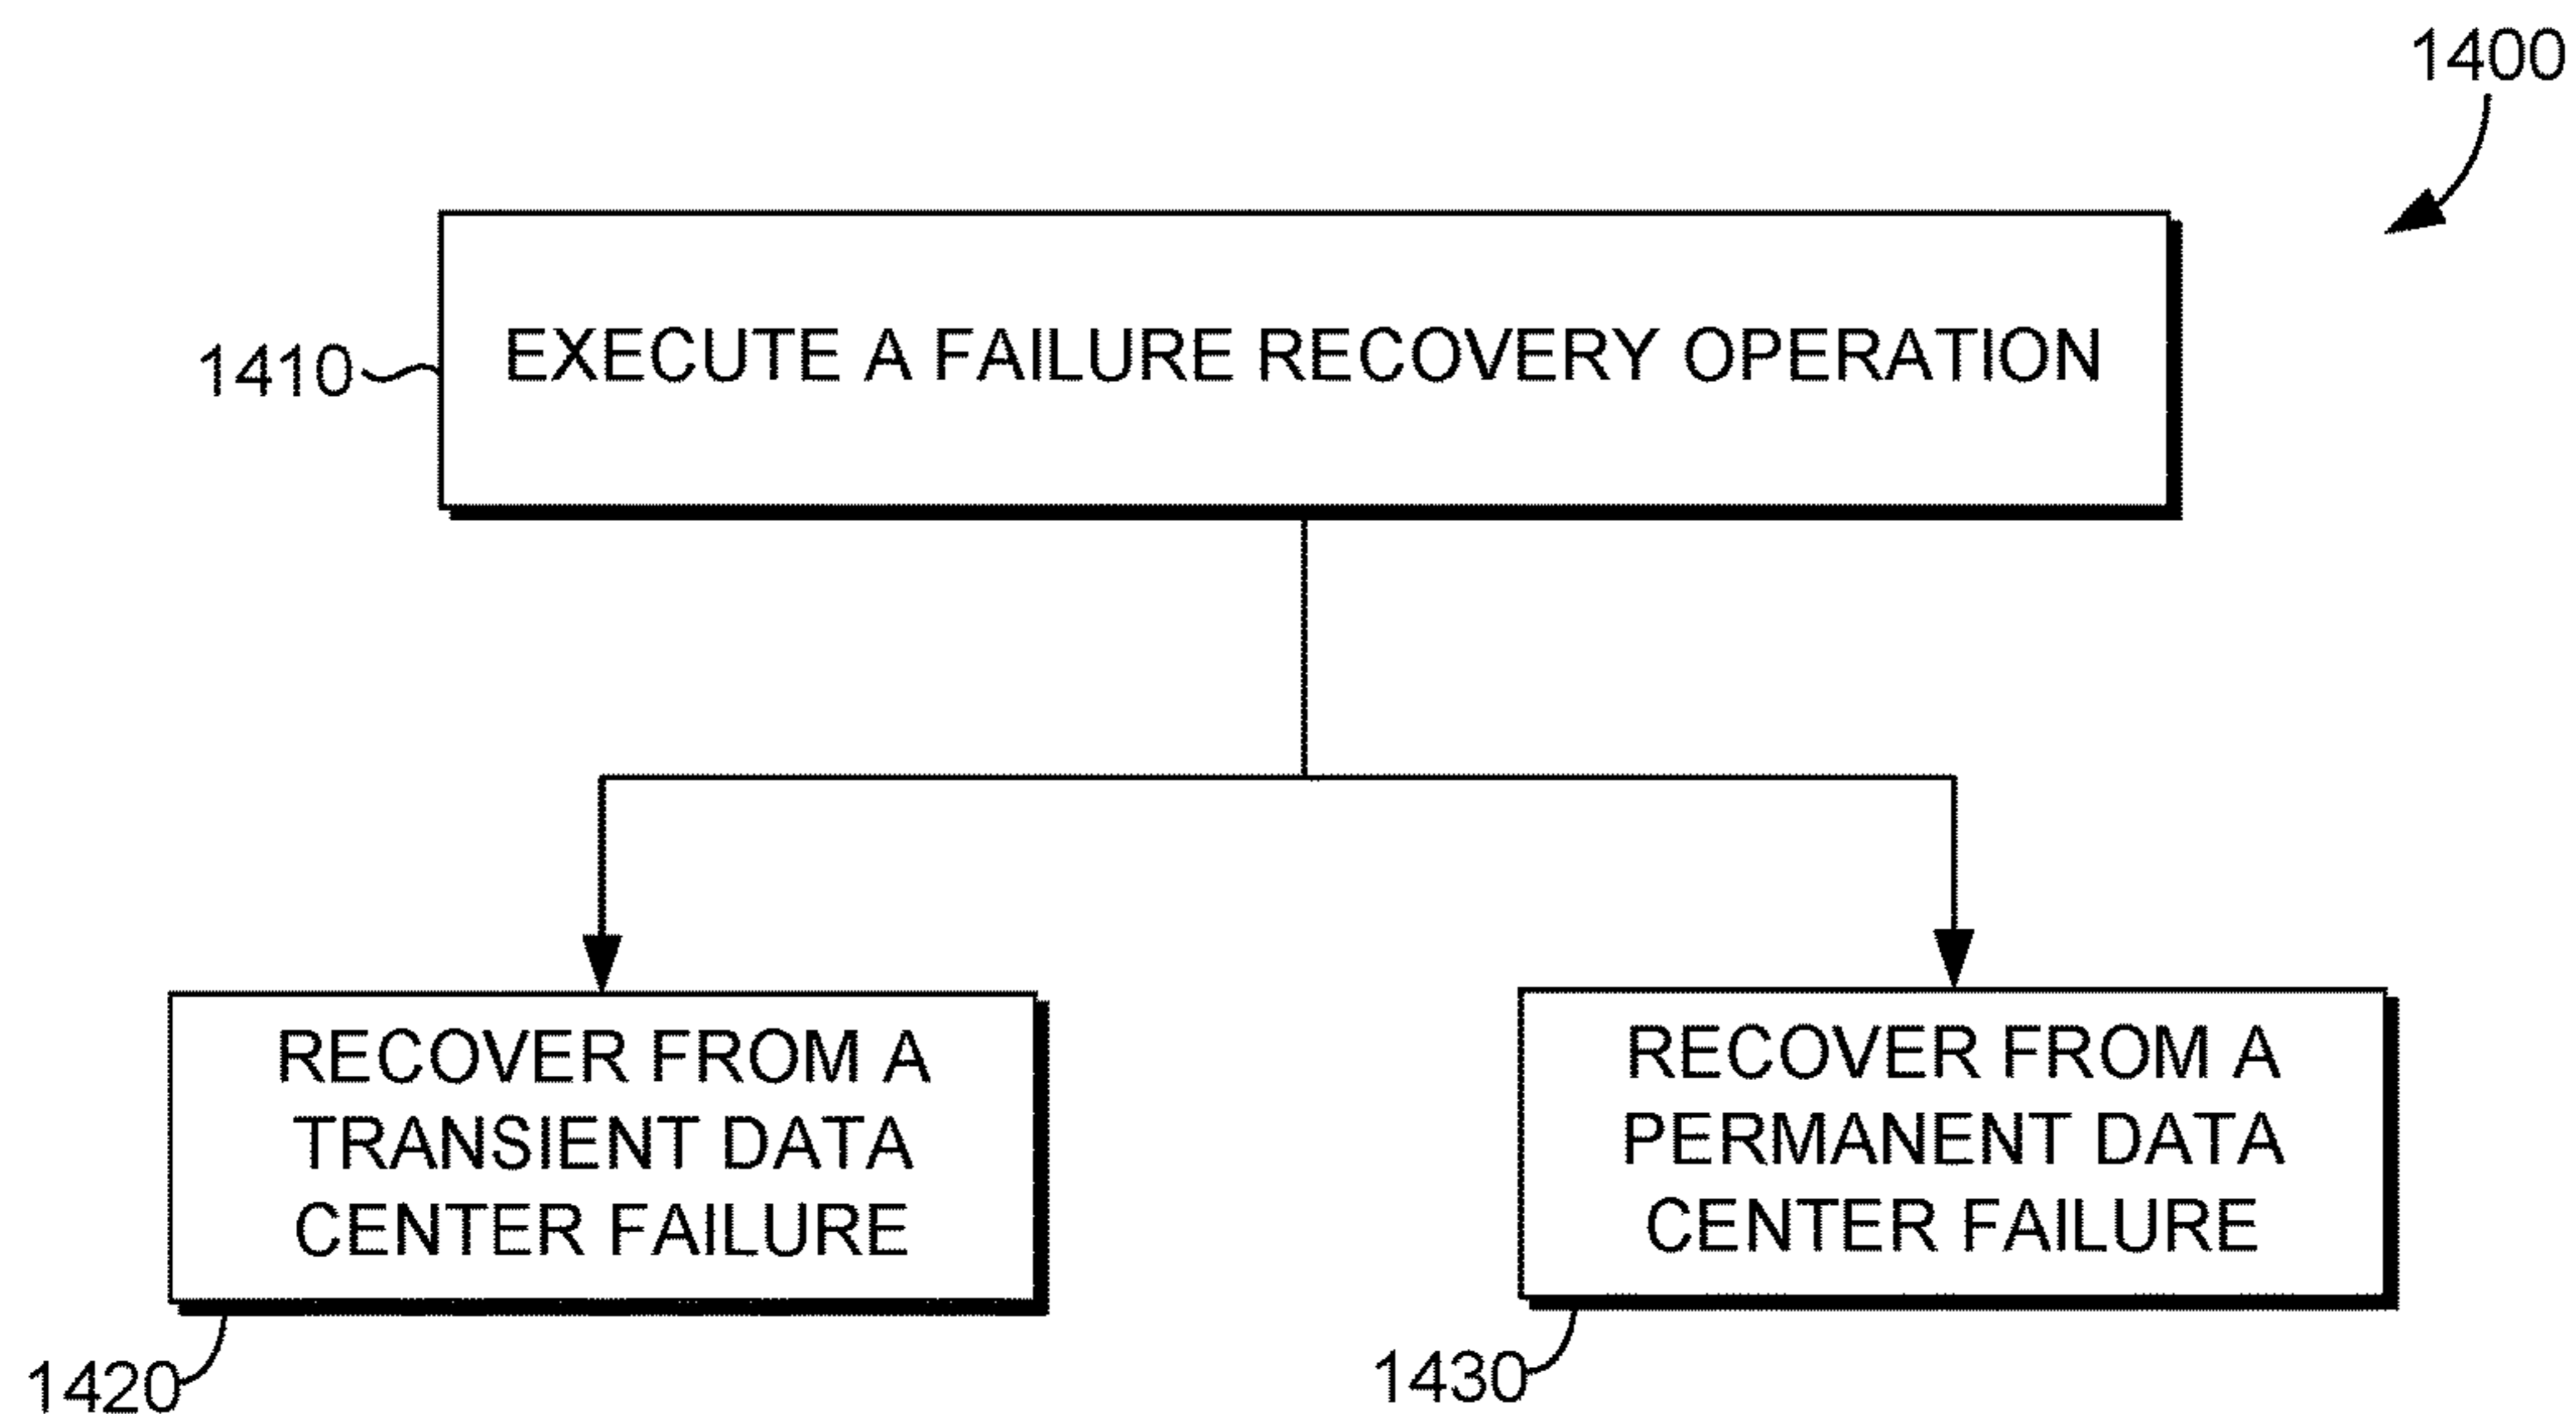 1400
1410
EXECUTE A FAILURE RECOVERY OPERATION
RECOVER FROM A
TRANSIENT DATA
CENTER FAILURE
1420
RECOVER FROM A
PERMANENT DATA
CENTER FAILURE
1430